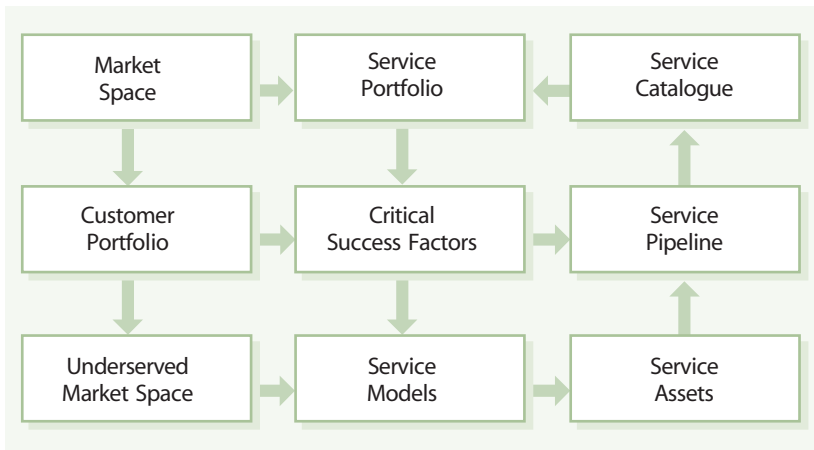 Market
Space
Service
Portfolio
Service
Catalogue
Customer
Portfolio
Critical
Success Factors
Service
Pipeline
Underserved
Market Space
Service
Models
Service
Assets